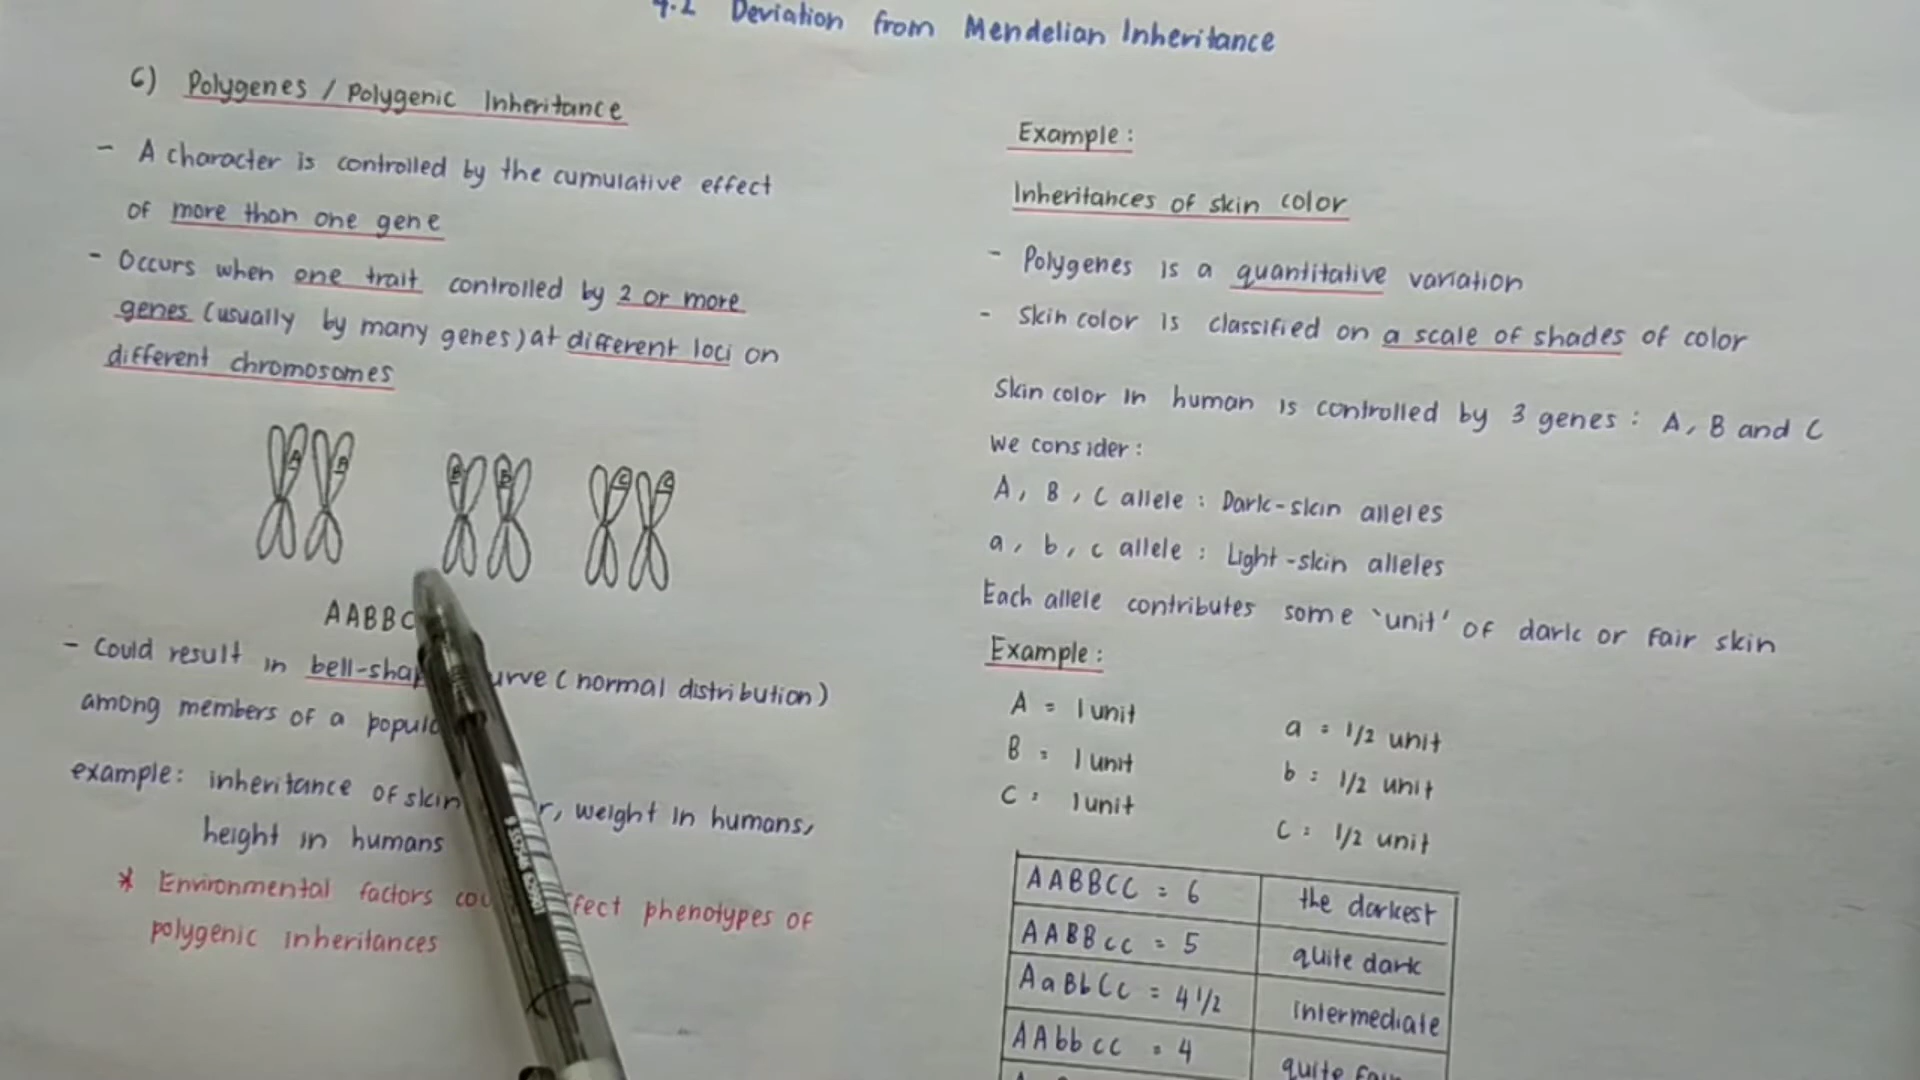 9.2 Deviation from Mendelian Inheritance
6) Polygenes / Polygenic Inheritance
- A character is controlled by the cumulative effect
of more than one gene
- Occurs when one trait controlled by 2 or more
genes (usually by many genes) at different loci on
different chromosomes
A A B B C C
AABBC
- Could result in bell-shap urve (normal distribution)
among members of a popul
example: inheritance of skin r, weight in humans,
height in humans
* Environmental factors cou ffect phenotypes of
polygenic inheritances
Example:
Inheritances of skin color
- Polygenes is a quantitative variation
- Skin color is classified on a scale of shades of color
Skin color in human is controlled by 3 genes: A, B and C
We consider:
A, B, C allele: Dark-skin alleles
a, b, c allele: Light-skin alleles
Each allele contributes some 'unit' of dark or fair skin
Example:
A = 1 unit a = 1/2 unit
B = 1 unit b = 1/2 unit
C = 1 unit c = 1/2 unit
AABBCC = 6 the darkest
AABBcc = 5 quite dark
AaBbCc = 4 1/2 intermediate
AAbbcc = 4 quite fair